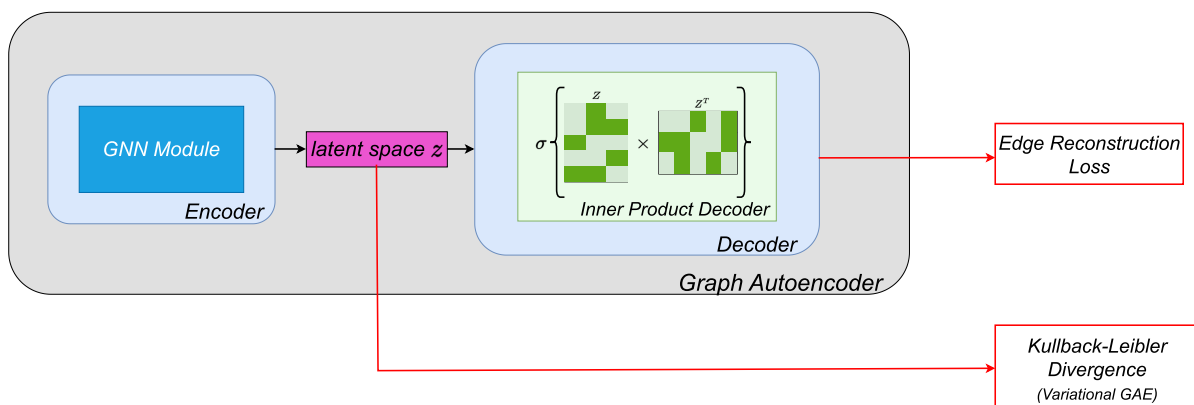 GNN Module
Encoder
latent space z
z
z^T
σ { × }
Inner Product Decoder
Decoder
Graph Autoencoder
Edge Reconstruction
Loss
Kullback-Leibler
Divergence
(Variational GAE)